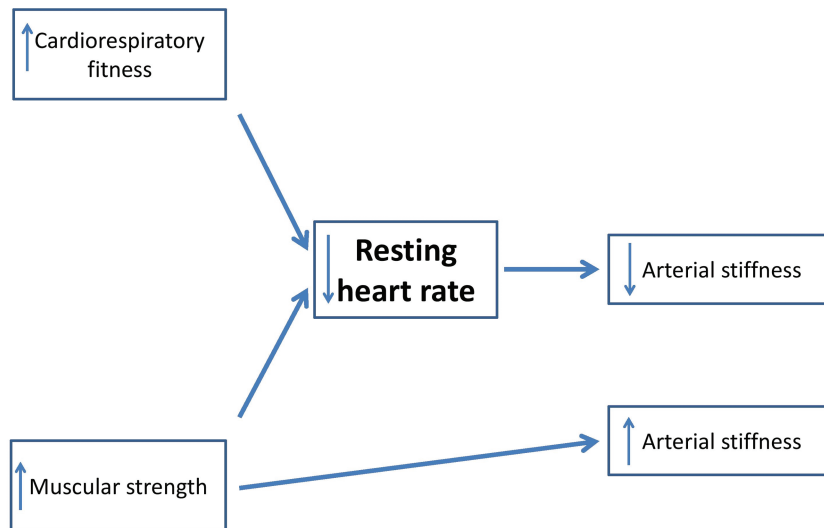 Cardiorespiratory
fitness
Resting
heart rate
Arterial stiffness
Arterial stiffness
Muscular strength